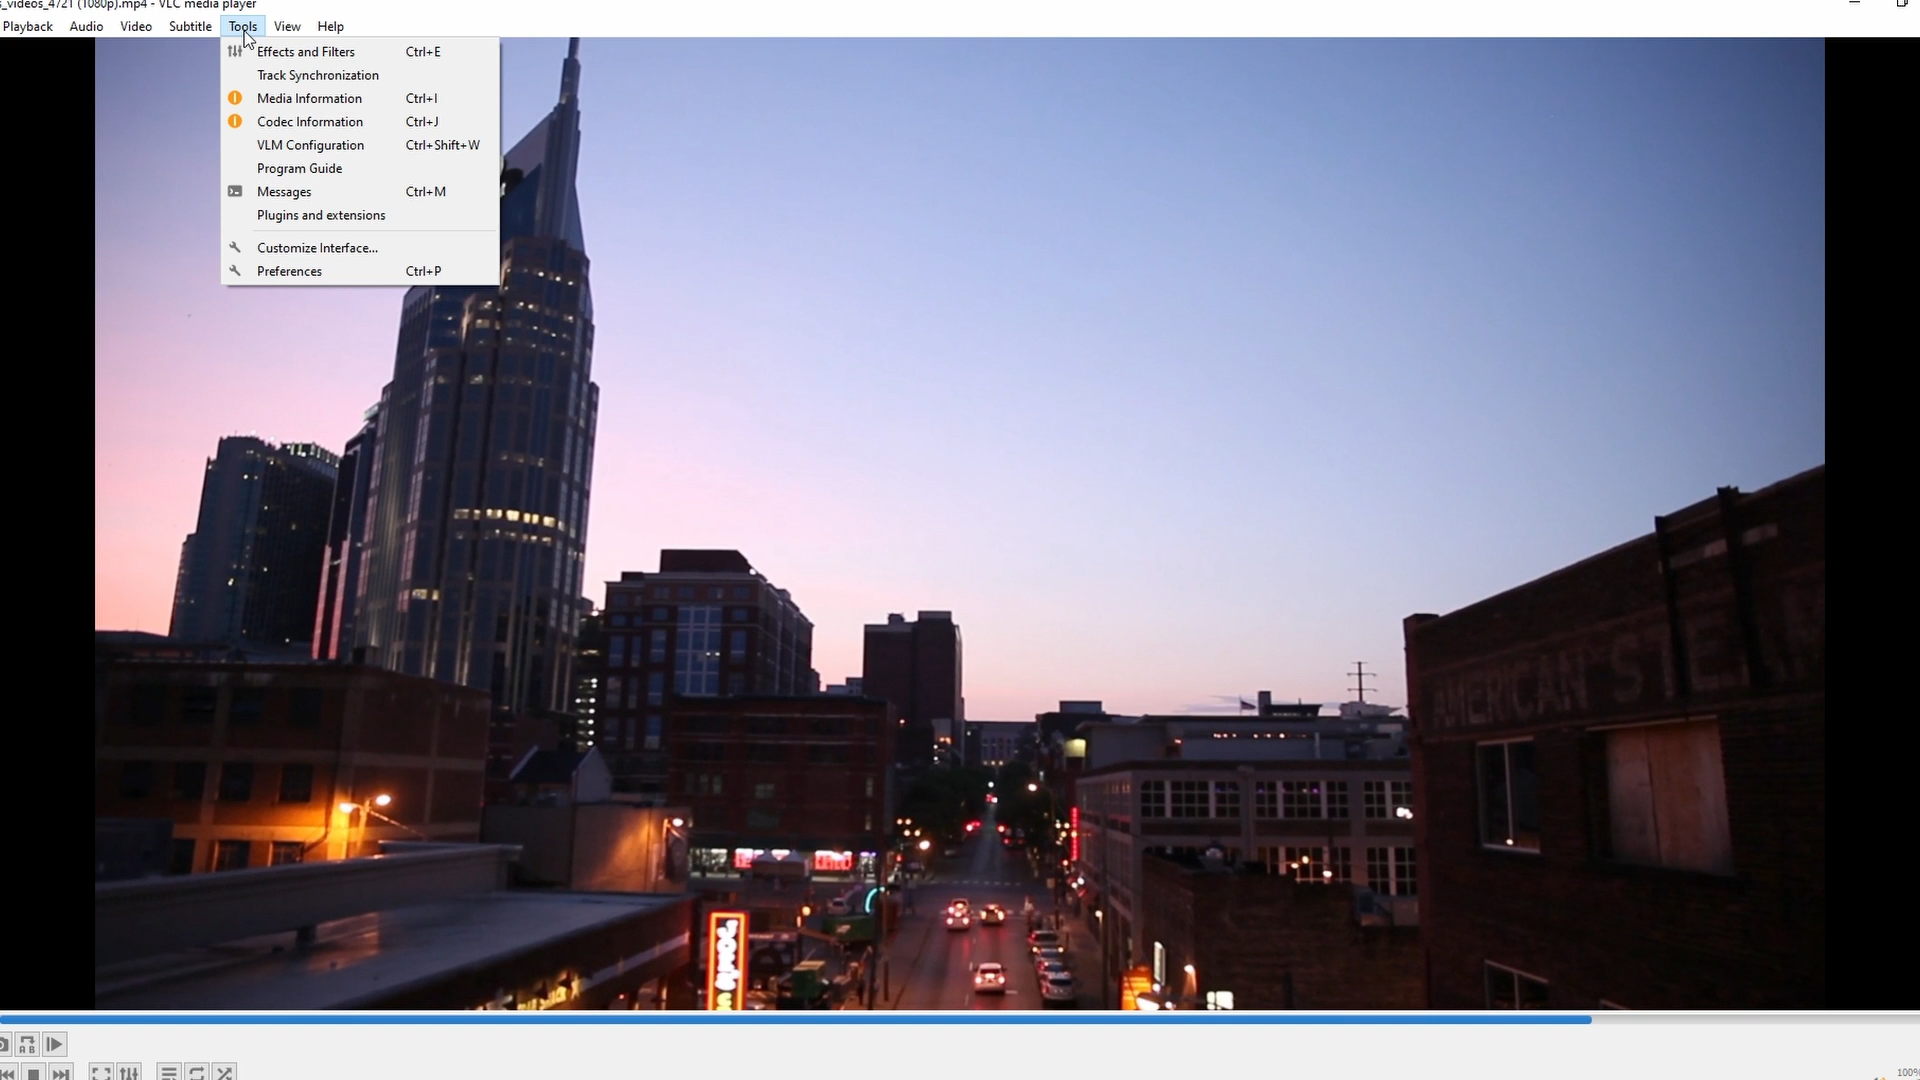 s_videos_4721 (1080p).mp4 - VLC media player
Playback Audio Video Subtitle Tools View Help
Effects and Filters Ctrl+E
Track Synchronization
Media Information Ctrl+I
Codec Information Ctrl+J
VLM Configuration Ctrl+Shift+W
Program Guide
Messages Ctrl+M
Plugins and extensions
Customize Interface...
Preferences Ctrl+P
AMERICAN STEAM
A B
100%